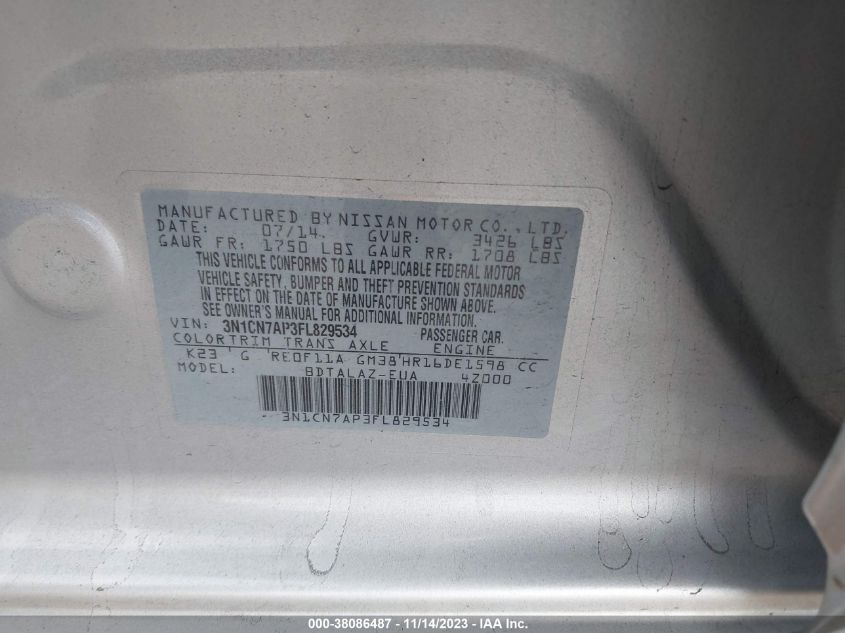 MANUFACTURED BY NISSAN MOTOR CO., LTD.
DATE: 07/14 GVWR: 3426 LBS
GAWR FR: 1750 LBS GAWR RR: 1708 LBS
THIS VEHICLE CONFORMS TO ALL APPLICABLE FEDERAL MOTOR
VEHICLE SAFETY, BUMPER AND THEFT PREVENTION STANDARDS
IN EFFECT ON THE DATE OF MANUFACTURE SHOWN ABOVE.
SEE OWNER'S MANUAL FOR ADDITIONAL INFORMATION.
VIN: 3N1CN7AP3FL829534 PASSENGER CAR.
COLOR TRIM TRANS AXLE ENGINE
K23 G RE0F11A GM38 HR16DE1598 CC
MODEL: BDTALAZ-EUA 4Z000
3N1CN7AP3FL829534
000-38086487 - 11/14/2023 - IAA Inc.